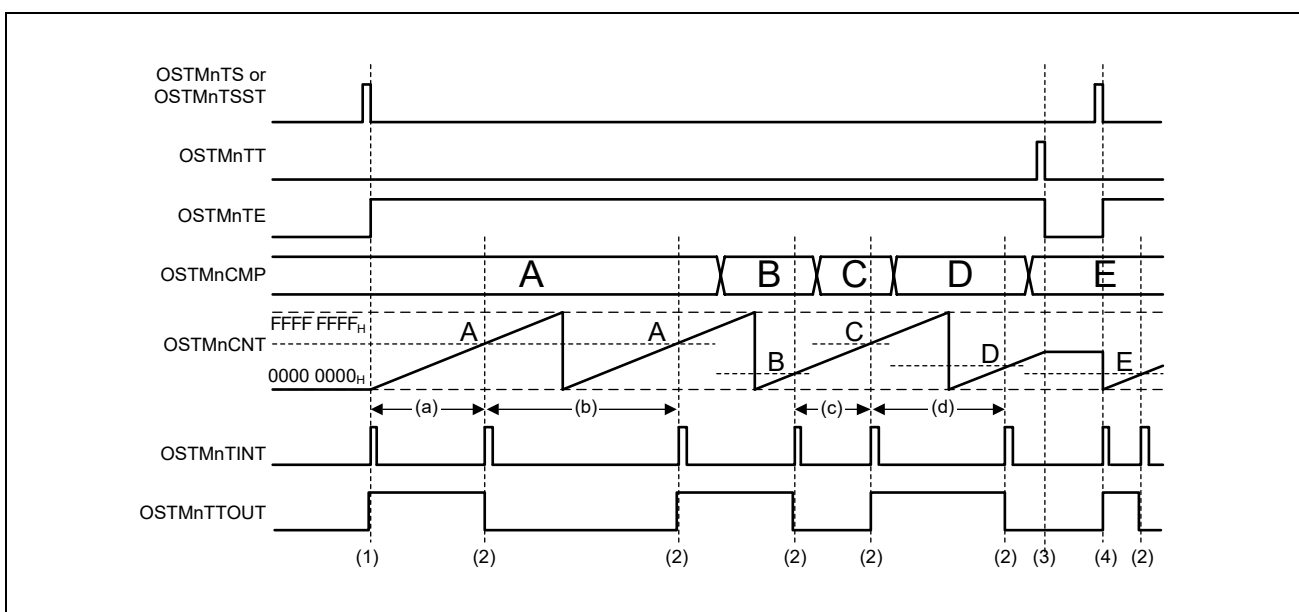 OSTMnTS or
OSTMnTSST
OSTMnTT
OSTMnTE
OSTMnCMP
A B C D E
FFFF FFFFH
OSTMnCNT
0000 0000H
A A B C D E
(a) (b) (c) (d)
OSTMnTINT
OSTMnTTOUT
(1) (2) (2) (2) (2) (2) (3) (4) (2)